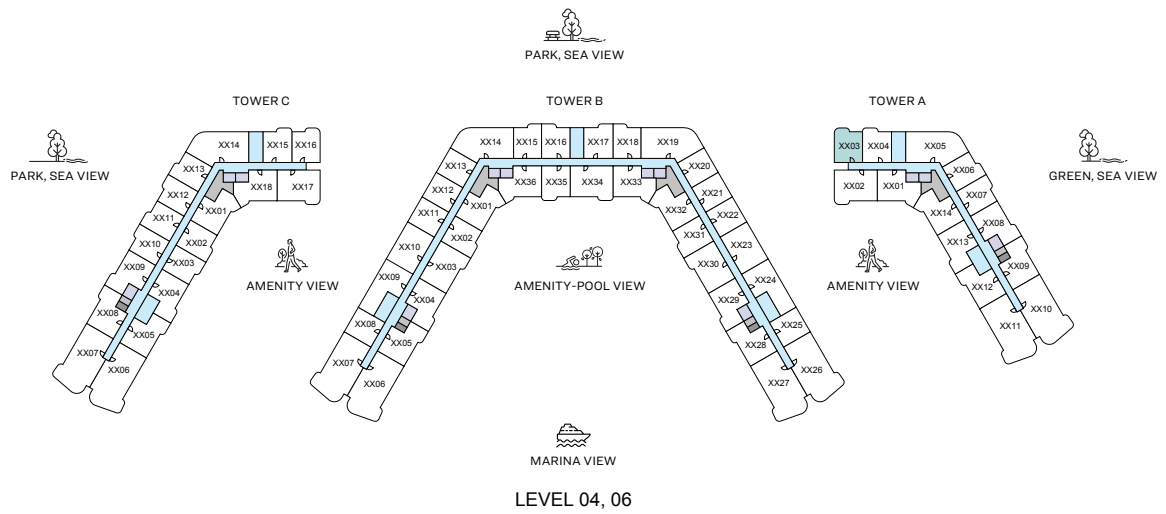 PARK, SEA VIEW
TOWER C
TOWER B
TOWER A
PARK, SEA VIEW
GREEN, SEA VIEW
XX14
XX15
XX16
XX13
XX18
XX17
XX12
XX01
XX11
XX02
XX10
XX03
XX09
XX04
XX08
XX05
XX07
XX06
XX14
XX15
XX16
XX17
XX18
XX19
XX13
XX36
XX35
XX34
XX33
XX20
XX12
XX01
XX32
XX21
XX11
XX02
XX31
XX22
XX10
XX03
XX30
XX23
XX09
XX04
XX29
XX24
XX08
XX05
XX28
XX25
XX07
XX06
XX27
XX26
XX03
XX04
XX05
XX02
XX01
XX06
XX14
XX07
XX13
XX08
XX12
XX09
XX11
XX10
AMENITY VIEW
AMENITY-POOL VIEW
AMENITY VIEW
MARINA VIEW
LEVEL 04, 06